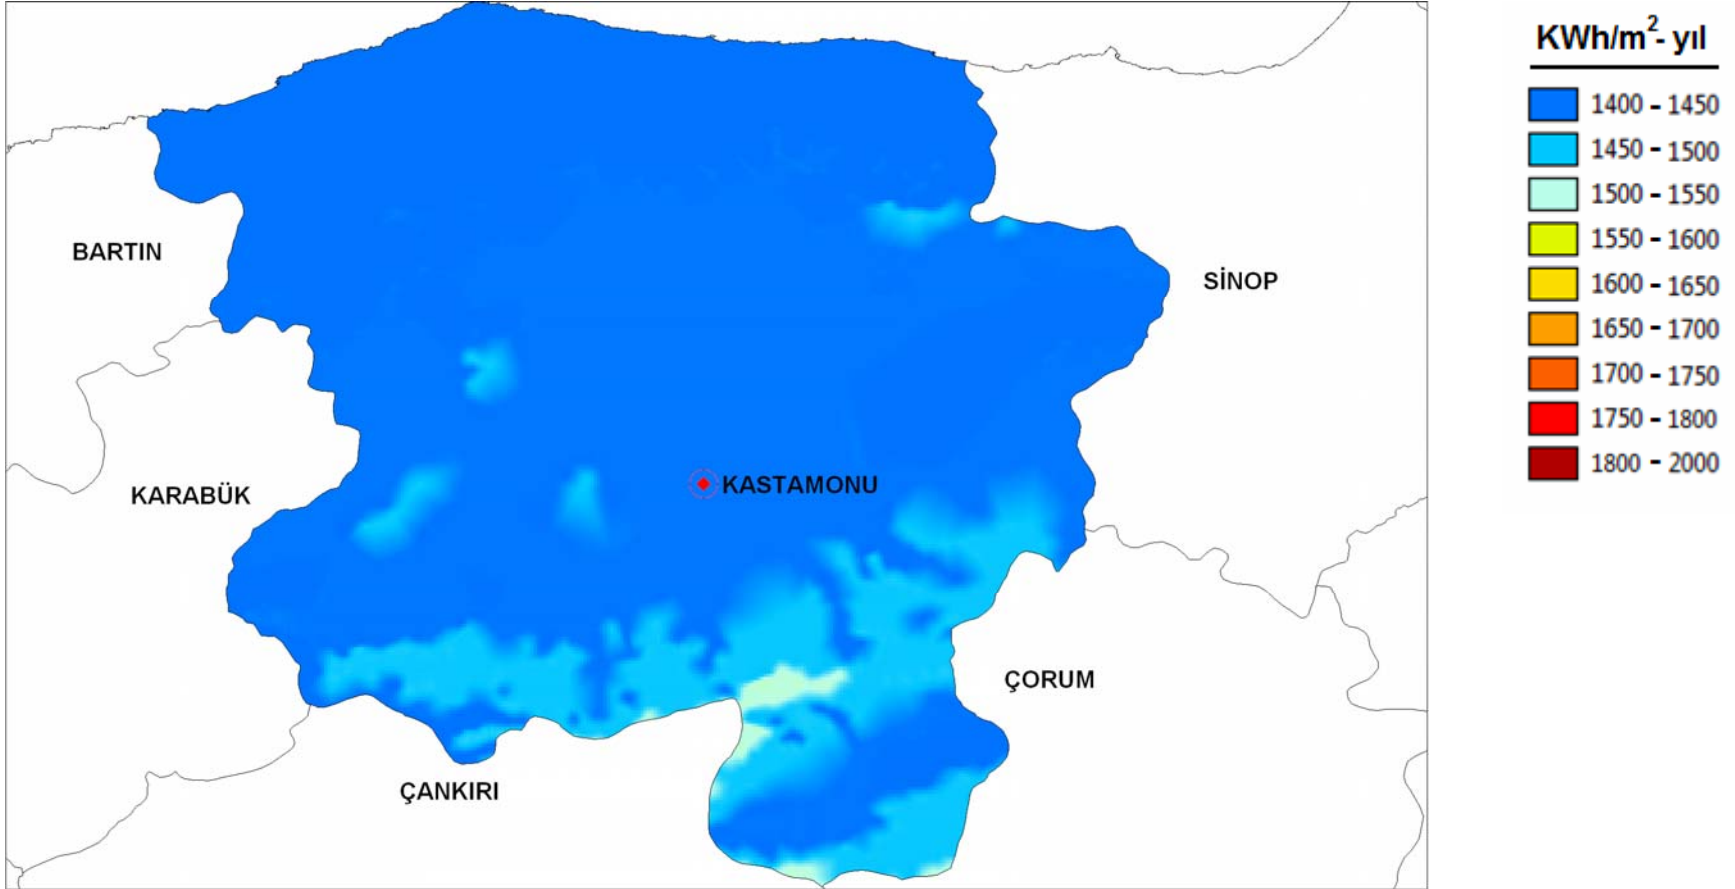 KWh/m²- yıl
1400 - 1450
1450 - 1500
1500 - 1550
1550 - 1600
1600 - 1650
1650 - 1700
1700 - 1750
1750 - 1800
1800 - 2000
BARTIN
SİNOP
KASTAMONU
KARABÜK
ÇORUM
ÇANKIRI